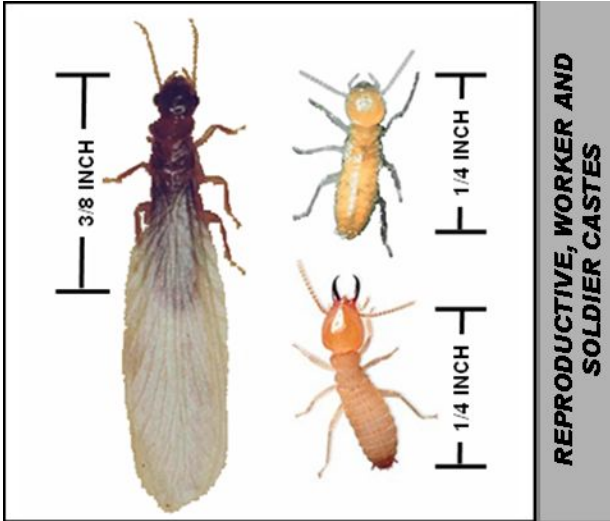 3/8 INCH
1/4 INCH
1/4 INCH
REPRODUCTIVE, WORKER AND
SOLDIER CASTES